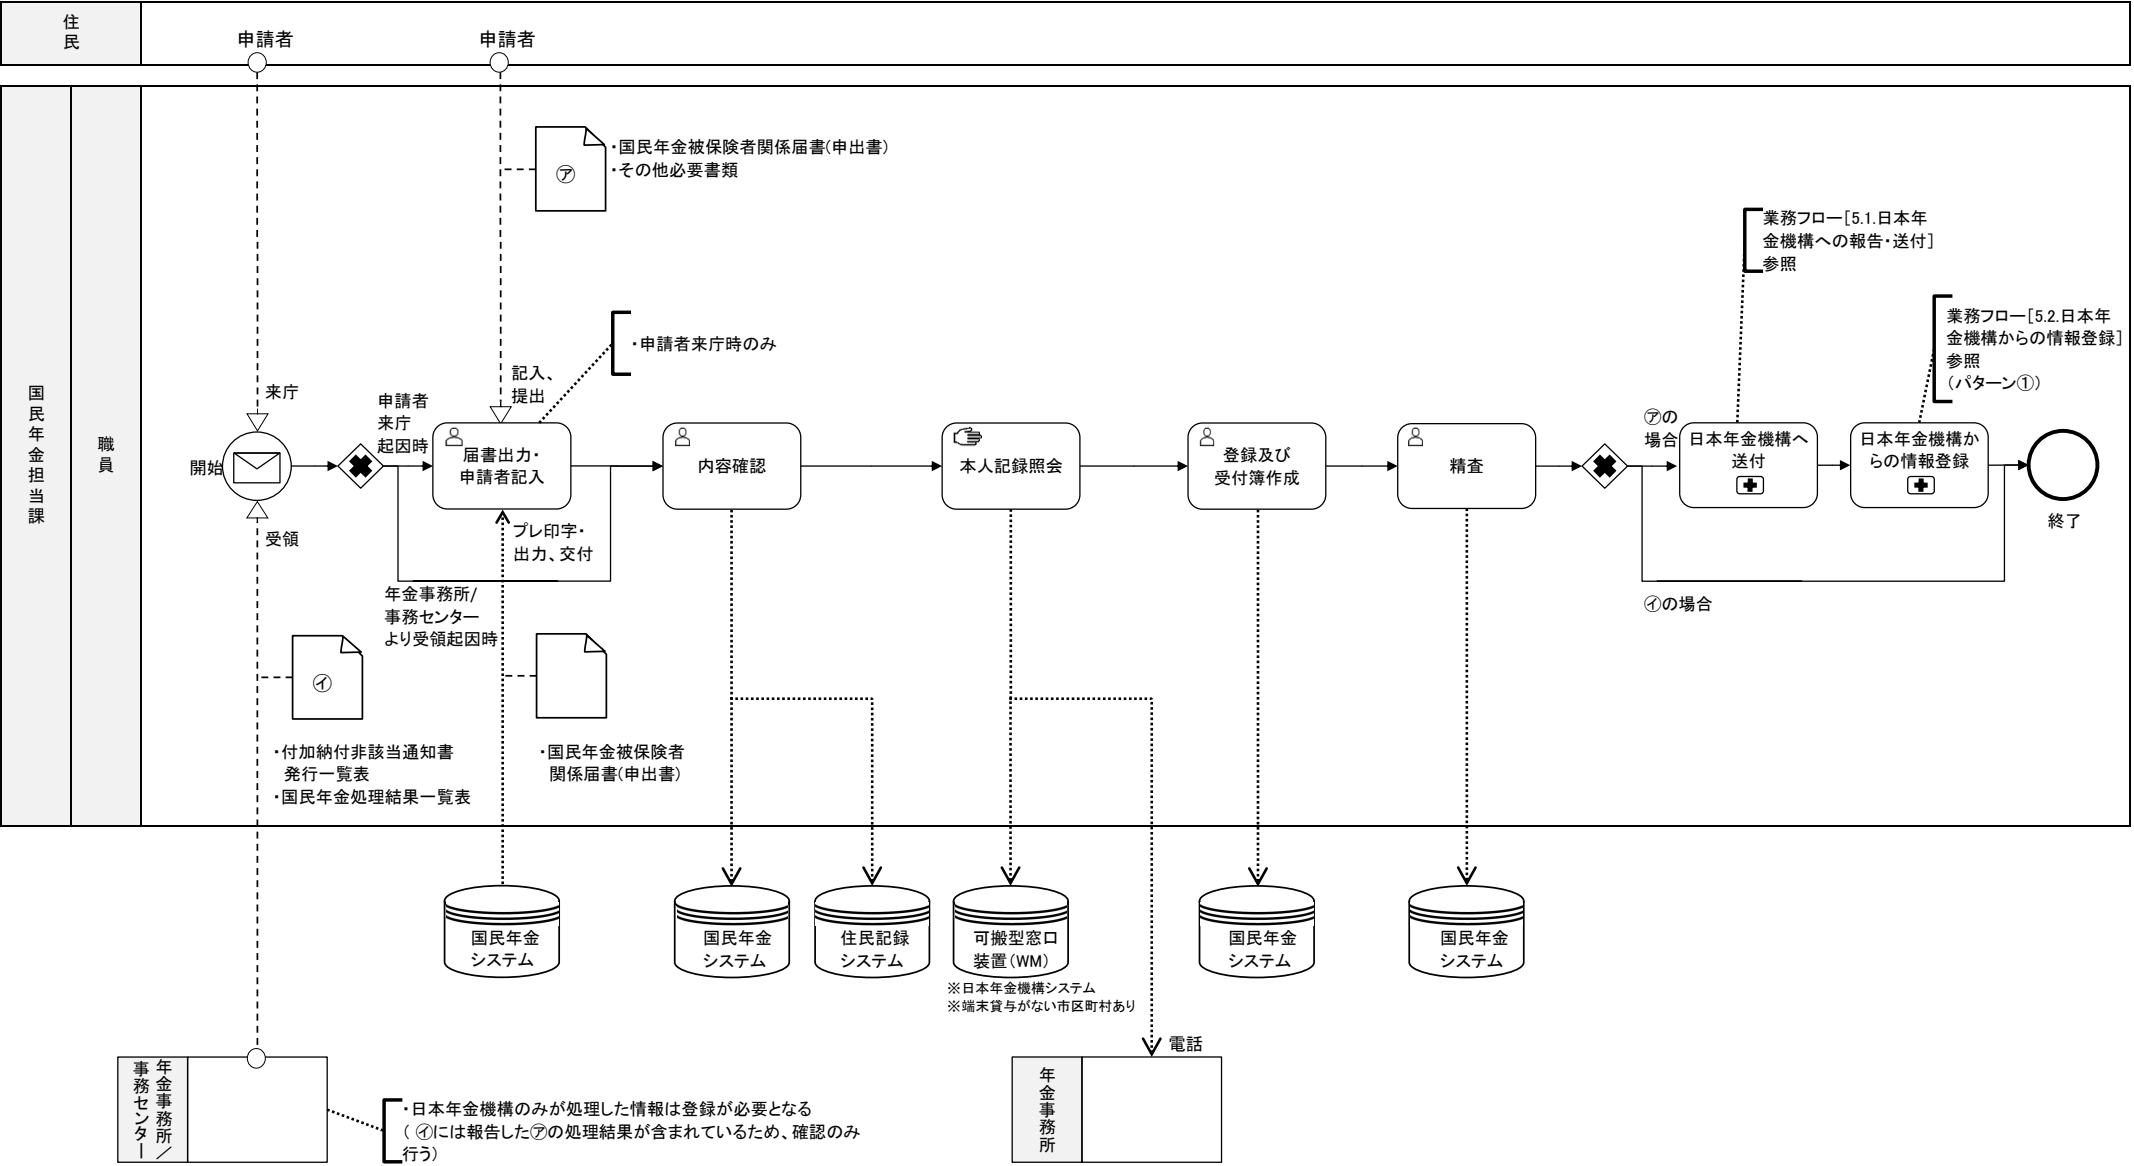 住民
申請者
申請者
国民年金担当課
職員
㋐
・国民年金被保険者関係届書(申出書)
・その他必要書類
業務フロー[5.1.日本年
金機構への報告・送付]
参照
業務フロー[5.2.日本年
金機構からの情報登録]
参照
(パターン①)
・申請者来庁時のみ
来庁
記入、
提出
申請者
来庁
起因時
開始
届書出力・
申請者記入
内容確認
本人記録照会
登録及び
受付簿作成
精査
㋐の
場合
日本年金機構へ
送付
日本年金機構か
らの情報登録
終了
受領
プレ印字・
出力、交付
年金事務所/
事務センター
より受領起因時
㋑の場合
㋑
・付加納付非該当通知書
発行一覧表
・国民年金処理結果一覧表
・国民年金被保険者
関係届書(申出書)
国民年金
システム
国民年金
システム
住民記録
システム
可搬型窓口
装置(WM)
※日本年金機構システム
※端末貸与がない市区町村あり
国民年金
システム
国民年金
システム
電話
年金事務所/
事務センター
年金事務所
・日本年金機構のみが処理した情報は登録が必要となる
( ㋑には報告した㋐の処理結果が含まれているため、確認のみ
行う)